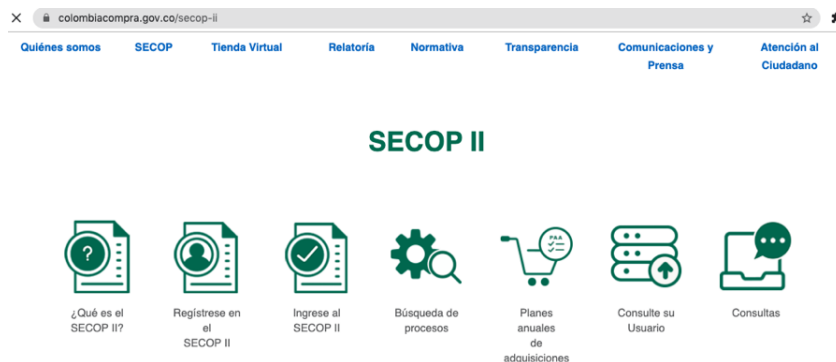 colombiacompra.gov.co/secop-ii
Quiénes somos SECOP Tienda Virtual Relatoría Normativa Transparencia Comunicaciones y Prensa Atención al Ciudadano
SECOP II
?
PAA
¿Qué es el
SECOP II?
Regístrese en
el
SECOP II
Ingrese al
SECOP II
Búsqueda de
procesos
Planes
anuales
de
adquisiciones
Consulte su
Usuario
Consultas